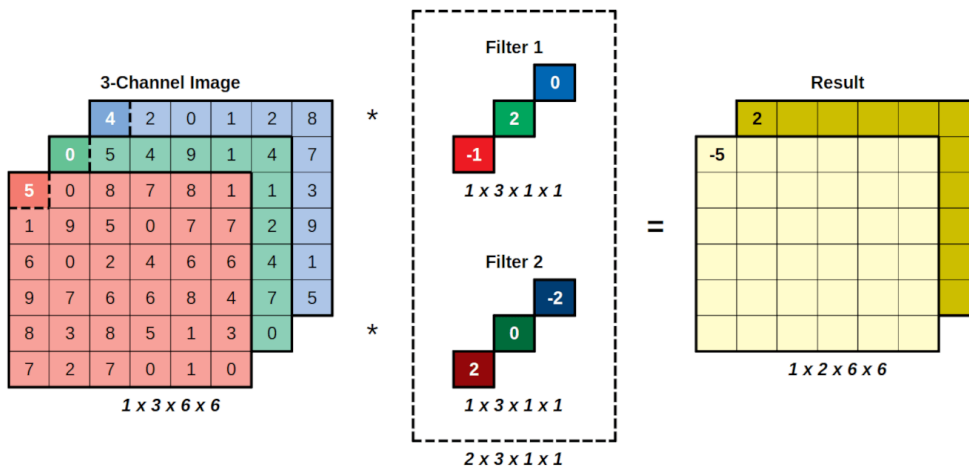 3-Channel Image
4 2 0 1 2 8
0 5 4 9 1 4 7
5 0 8 7 8 1 1 3
1 9 5 0 7 7 2 9
6 0 2 4 6 6 4 1
9 7 6 6 8 4 7 5
8 3 8 5 1 3 0
7 2 7 0 1 0
1 x 3 x 6 x 6
*
*
Filter 1
0
2
-1
1 x 3 x 1 x 1
Filter 2
-2
0
2
1 x 3 x 1 x 1
2 x 3 x 1 x 1
=
Result
2
-5
1 x 2 x 6 x 6